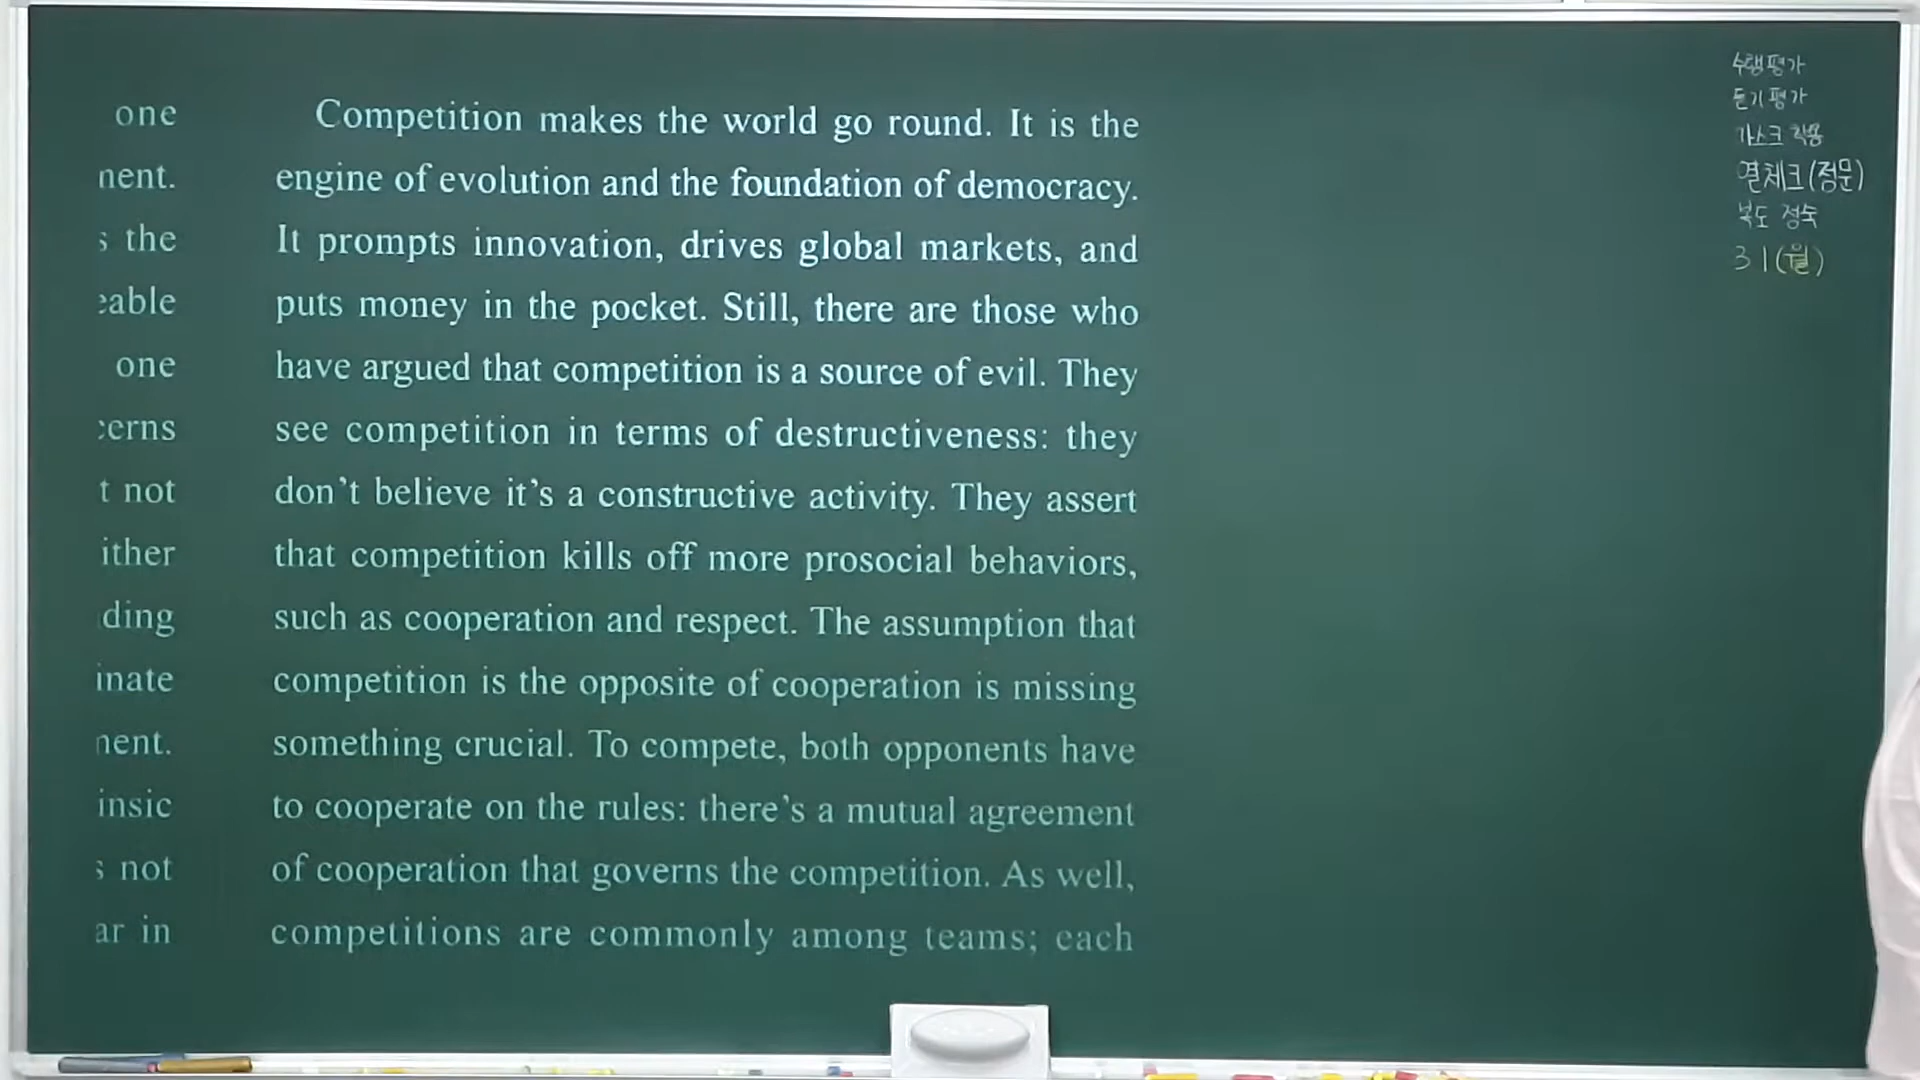 one
nent.
s the
eable
one
cerns
t not
ither
ding
inate
nent.
insic
s not
ar in
Competition makes the world go round. It is the
engine of evolution and the foundation of democracy.
It prompts innovation, drives global markets, and
puts money in the pocket. Still, there are those who
have argued that competition is a source of evil. They
see competition in terms of destructiveness: they
don't believe it's a constructive activity. They assert
that competition kills off more prosocial behaviors,
such as cooperation and respect. The assumption that
competition is the opposite of cooperation is missing
something crucial. To compete, both opponents have
to cooperate on the rules: there's a mutual agreement
of cooperation that governs the competition. As well,
competitions are commonly among teams; each
수행평가
듣기평가
마스크 착용
열체크(정문)
복도 정숙
31(월)